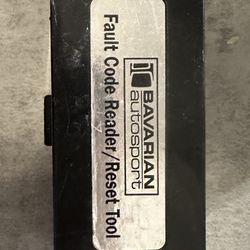 BAVARIAN
autosport
Fault Code Reader/Reset Tool